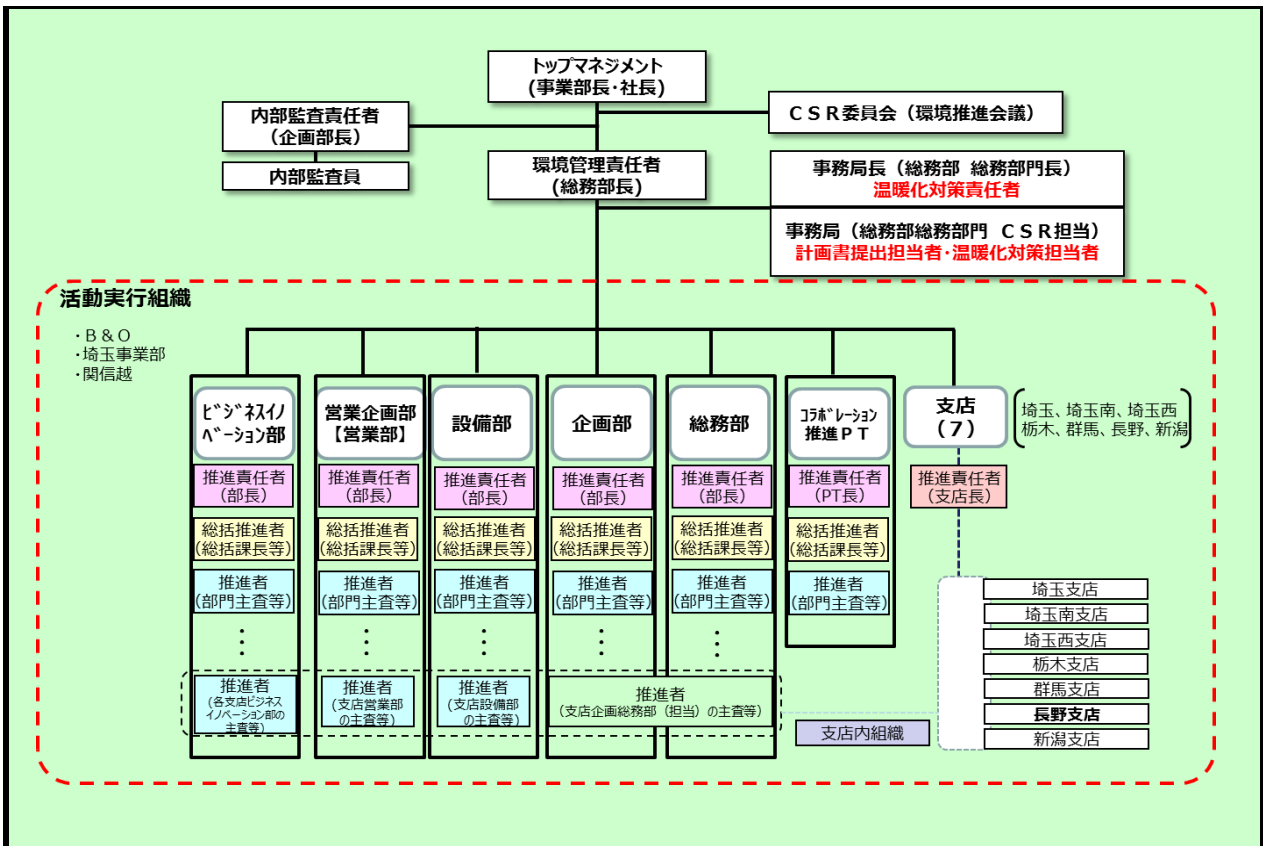 トップマネジメント
(事業部長・社長)
内部監査責任者
(企画部長)
CSR委員会（環境推進会議）
内部監査員
環境管理責任者
(総務部長)
事務局長（総務部 総務部門長）
温暖化対策責任者
事務局（総務部総務部門 CSR担当）
計画書提出担当者・温暖化対策担当者
活動実行組織
・B＆O
・埼玉事業部
・関信越
ﾋﾞｼﾞﾈｽｲﾉ
ﾍﾞｰｼｮﾝ部
営業企画部
【営業部】
設備部
企画部
総務部
ｺﾗﾎﾞﾚｰｼｮﾝ
推進PT
支店
(7)
埼玉、埼玉南、埼玉西
栃木、群馬、長野、新潟
推進責任者
(部長)
推進責任者
(部長)
推進責任者
(部長)
推進責任者
(部長)
推進責任者
(部長)
推進責任者
(PT長)
推進責任者
(支店長)
総括推進者
(総括課長等)
総括推進者
(総括課長等)
総括推進者
(総括課長等)
総括推進者
(総括課長等)
総括推進者
(総括課長等)
総括推進者
(総括課長等)
推進者
(部門主査等)
推進者
(部門主査等)
推進者
(部門主査等)
推進者
(部門主査等)
推進者
(部門主査等)
推進者
(部門主査等)
推進者
(各支店ビジネス
イノベーション部の
主査等)
推進者
(支店営業部
の主査等)
推進者
(支店設備部
の主査等)
推進者
(支店企画総務部（担当）の主査等)
支店内組織
埼玉支店
埼玉南支店
埼玉西支店
栃木支店
群馬支店
長野支店
新潟支店